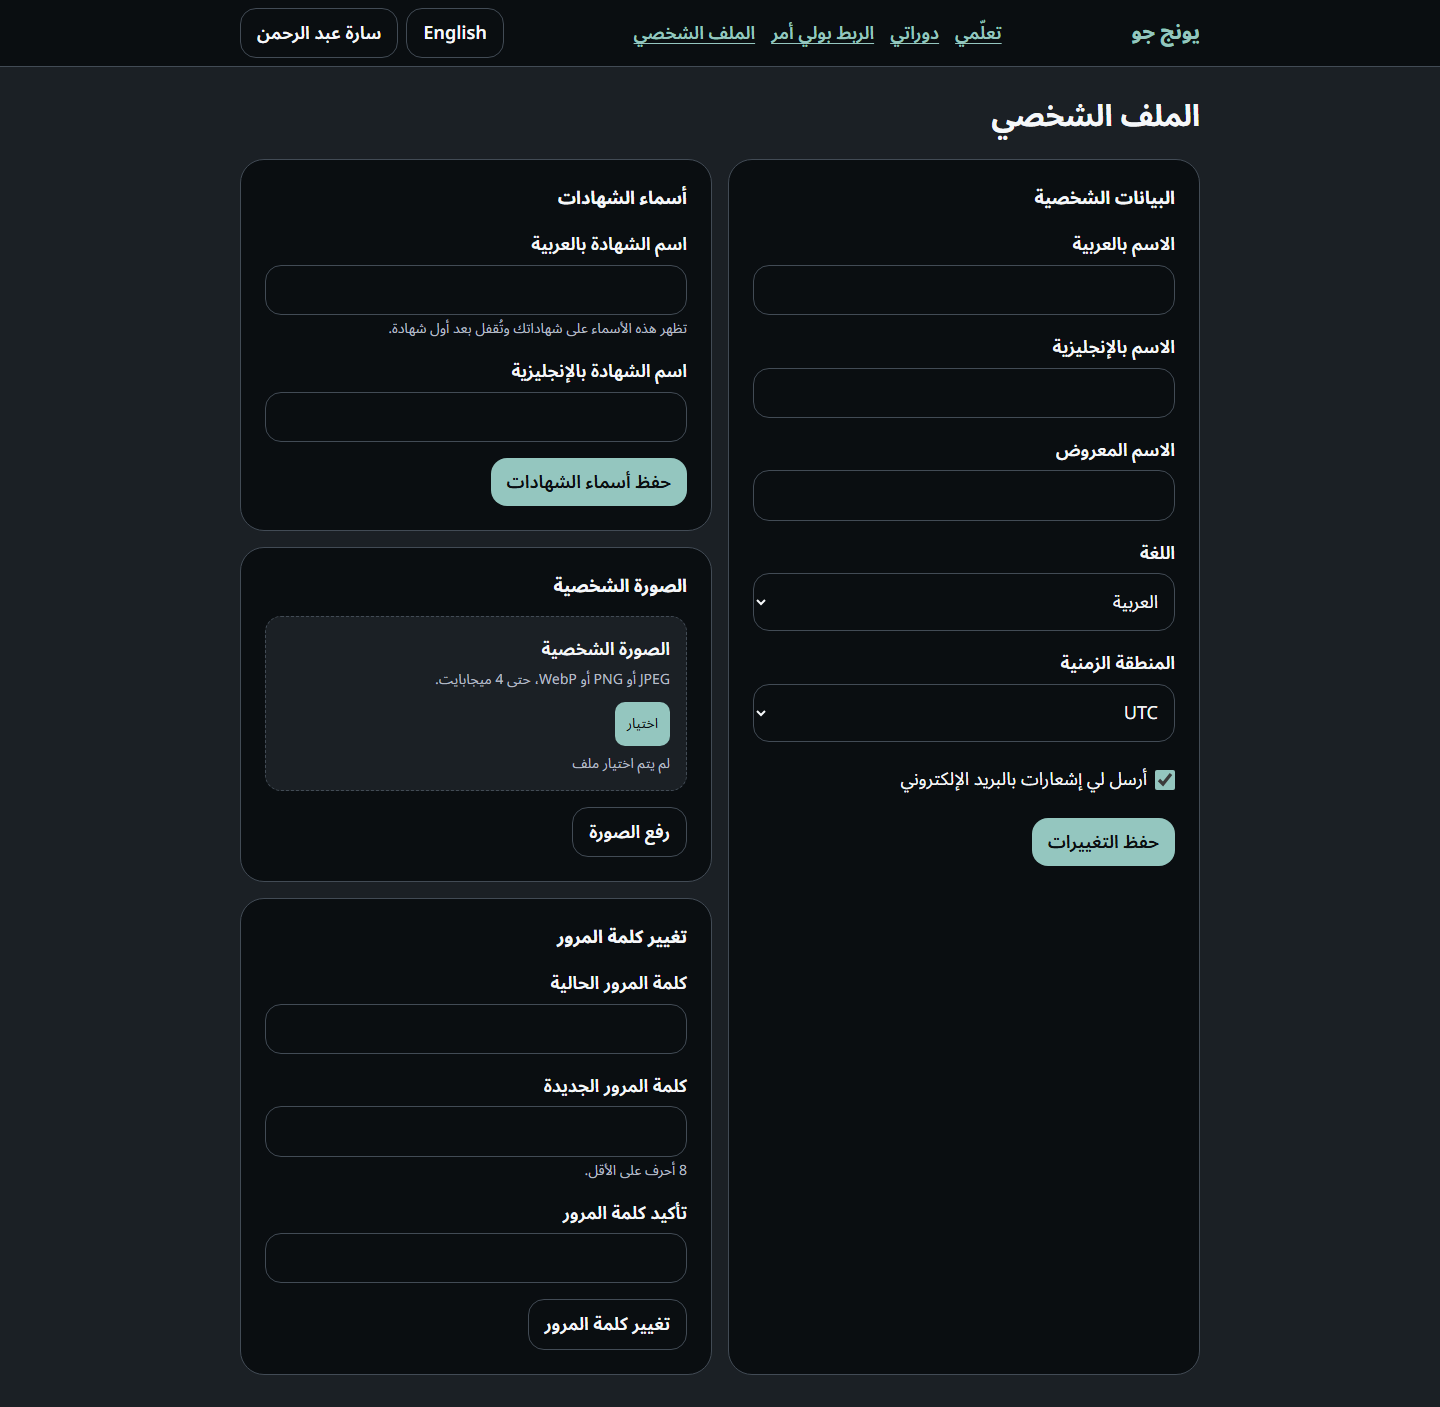 يونج جو
تعلّمي
دوراتي
الربط بولي أمر
الملف الشخصي
English
سارة عبد الرحمن
الملف الشخصي
البيانات الشخصية
الاسم بالعربية
الاسم بالإنجليزية
الاسم المعروض
اللغة
العربية
المنطقة الزمنية
UTC
أرسل لي إشعارات بالبريد الإلكتروني
حفظ التغييرات
أسماء الشهادات
اسم الشهادة بالعربية
تظهر هذه الأسماء على شهاداتك وتُقفل بعد أول شهادة.
اسم الشهادة بالإنجليزية
حفظ أسماء الشهادات
الصورة الشخصية
الصورة الشخصية
JPEG أو PNG أو WebP، حتى 4 ميجابايت.
اختيار
لم يتم اختيار ملف
رفع الصورة
تغيير كلمة المرور
كلمة المرور الحالية
كلمة المرور الجديدة
8 أحرف على الأقل.
تأكيد كلمة المرور
تغيير كلمة المرور